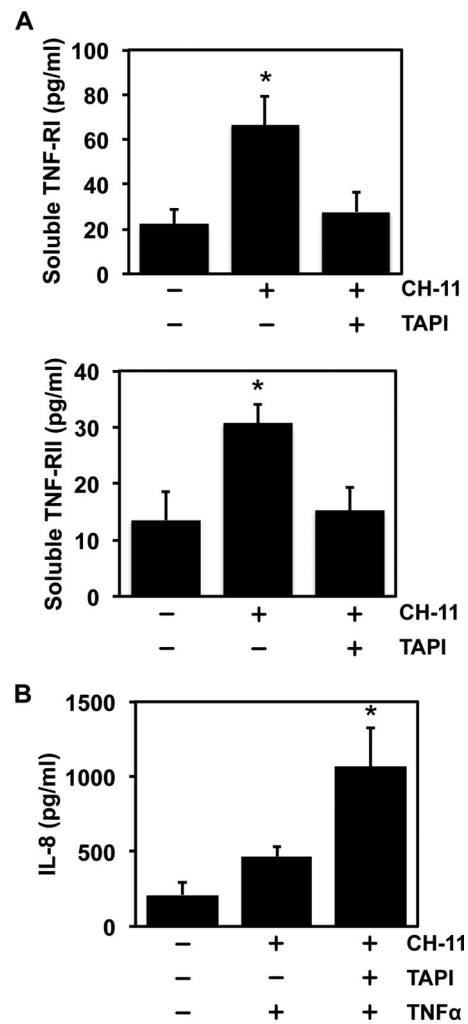 A
Soluble TNF-RI (pg/ml)
100
80
60
40
20
0
*
– + + CH-11
– – + TAPI
Soluble TNF-RII (pg/ml)
40
30
20
10
0
*
– + + CH-11
– – + TAPI
B
IL-8 (pg/ml)
1500
1000
500
0
*
– + + CH-11
– – + TAPI
– + + TNFα